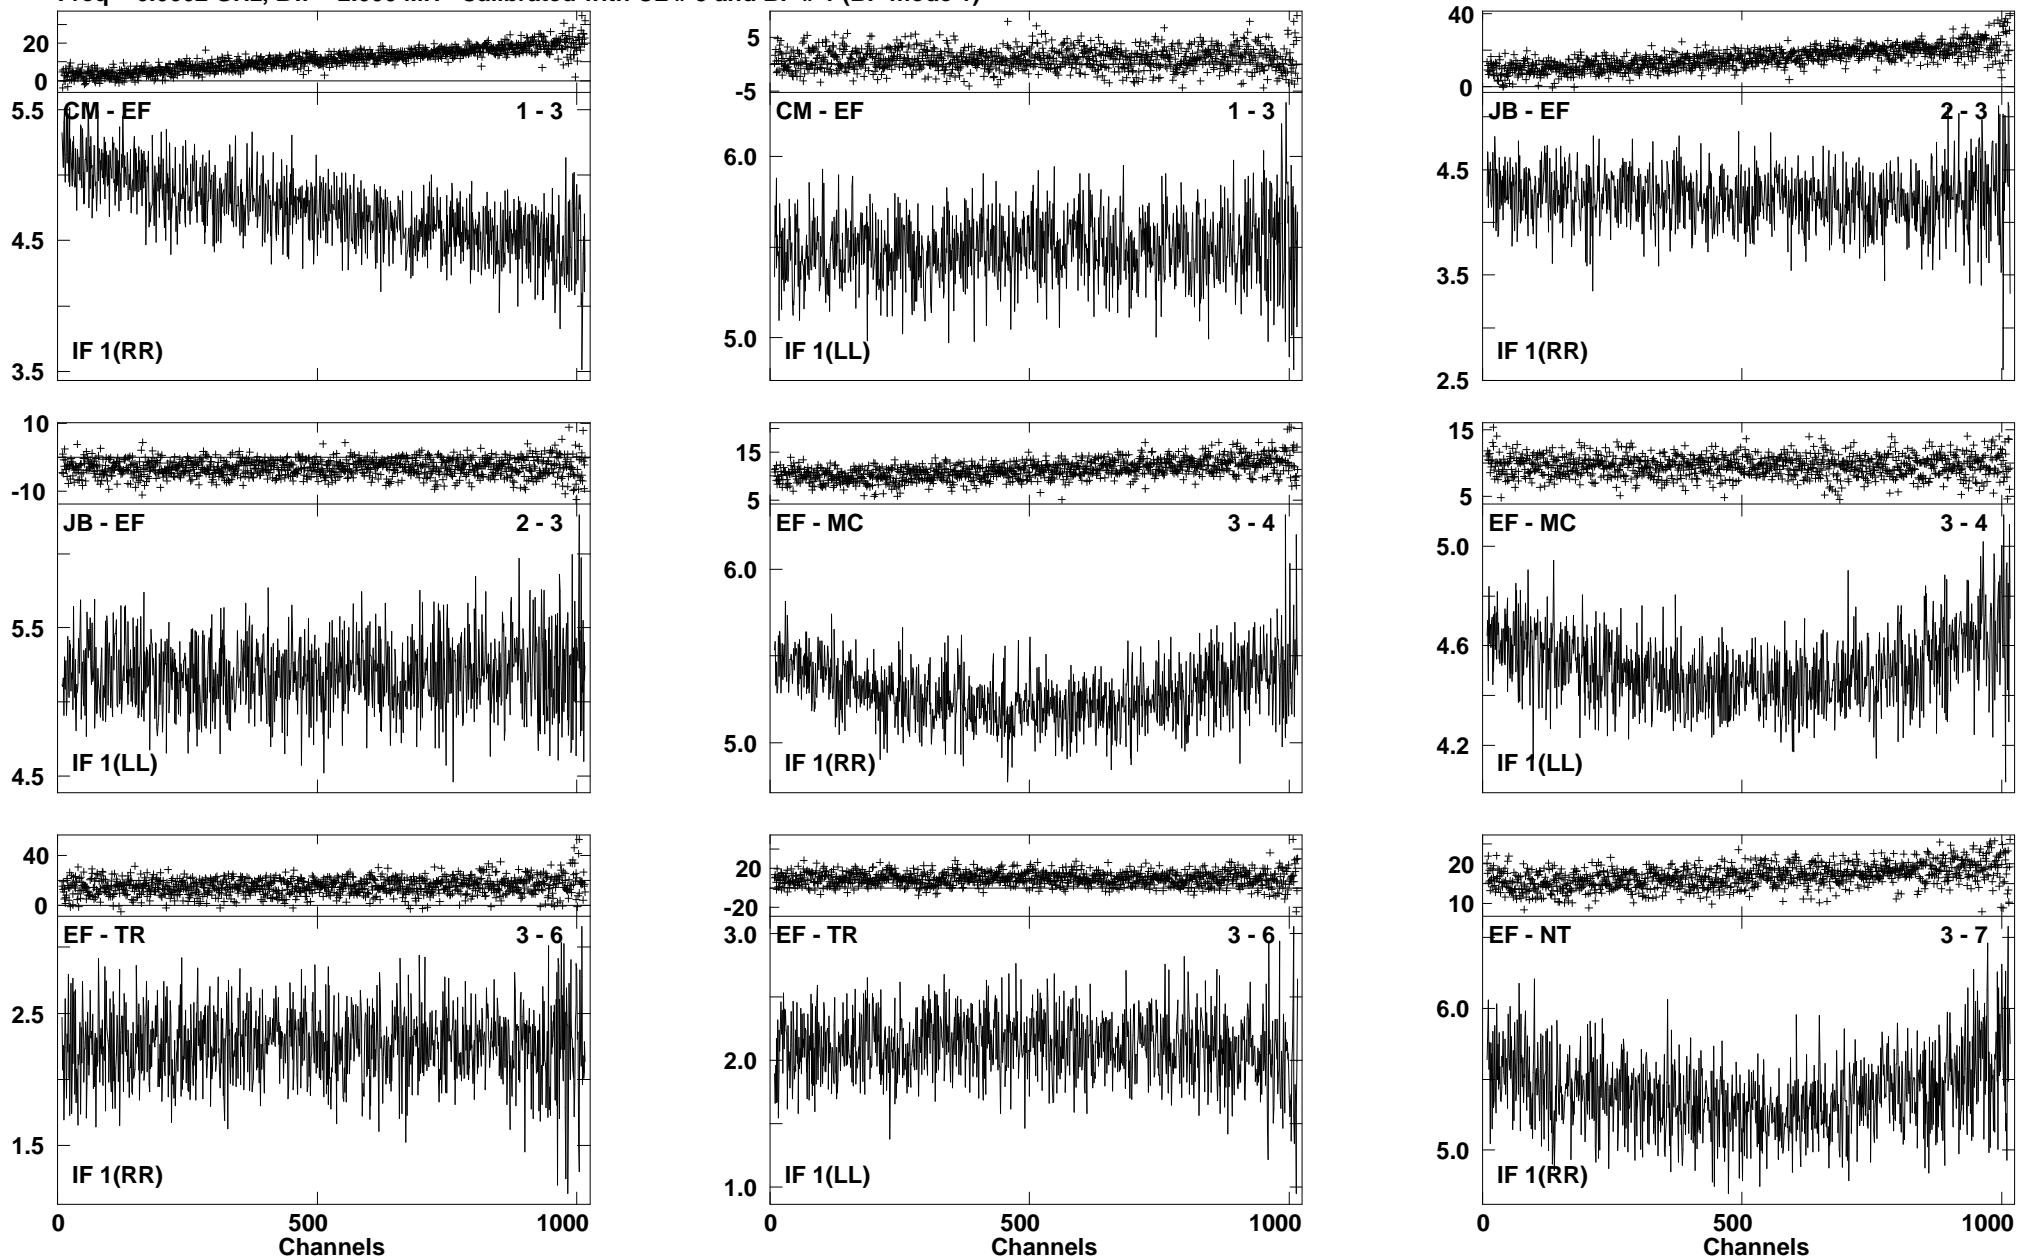 20
0
5.5
4.5
3.5
CM - EF
1 - 3
IF 1(RR)
5
-5
6.0
5.0
CM - EF
1 - 3
IF 1(LL)
40
0
4.5
3.5
2.5
JB - EF
2 - 3
IF 1(RR)
10
-10
5.5
4.5
JB - EF
2 - 3
IF 1(LL)
15
5
6.0
5.0
EF - MC
3 - 4
IF 1(RR)
15
5
5.0
4.6
4.2
EF - MC
3 - 4
IF 1(LL)
40
0
2.5
1.5
EF - TR
3 - 6
IF 1(RR)
0
500
1000
Channels
20
-20
3.0
2.0
1.0
EF - TR
3 - 6
IF 1(LL)
0
500
1000
Channels
20
10
6.0
5.0
EF - NT
3 - 7
IF 1(RR)
0
500
1000
Channels